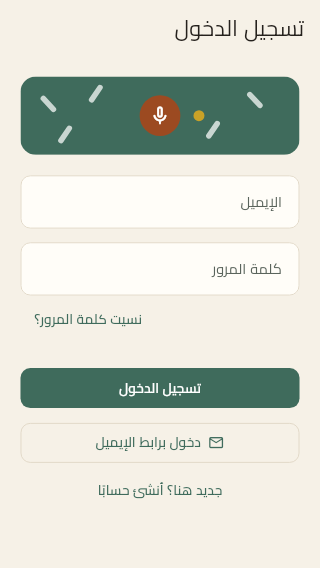 تسجيل الدخول
الإيميل
كلمة المرور
نسيت كلمة المرور؟
تسجيل الدخول
دخول برابط الإيميل
جديد هنا؟ أنشئ حسابًا